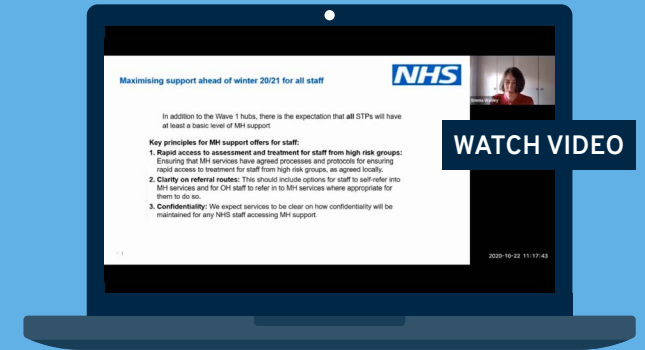 Maximising support ahead of winter 20/21 for all staff
NHS
In addition to the Wave 1 hubs, there is the expectation that all STPs will have
at least a basic level of MH support
Key principles for MH support offers for staff:
1. Rapid access to assessment and treatment for staff from high risk groups:
Ensuring that MH services have agreed processes and protocols for ensuring
rapid access to treatment for staff from high risk groups, as agreed locally.
2. Clarity on referral routes: This should include options for staff to self-refer into
MH services and for OH staff to refer in to MH services where appropriate for
them to do so.
3. Confidentiality: We expect services to be clear on how confidentiality will be
maintained for any NHS staff accessing MH support.
Emma Wadey
WATCH VIDEO
2020-10-22 11:17:43